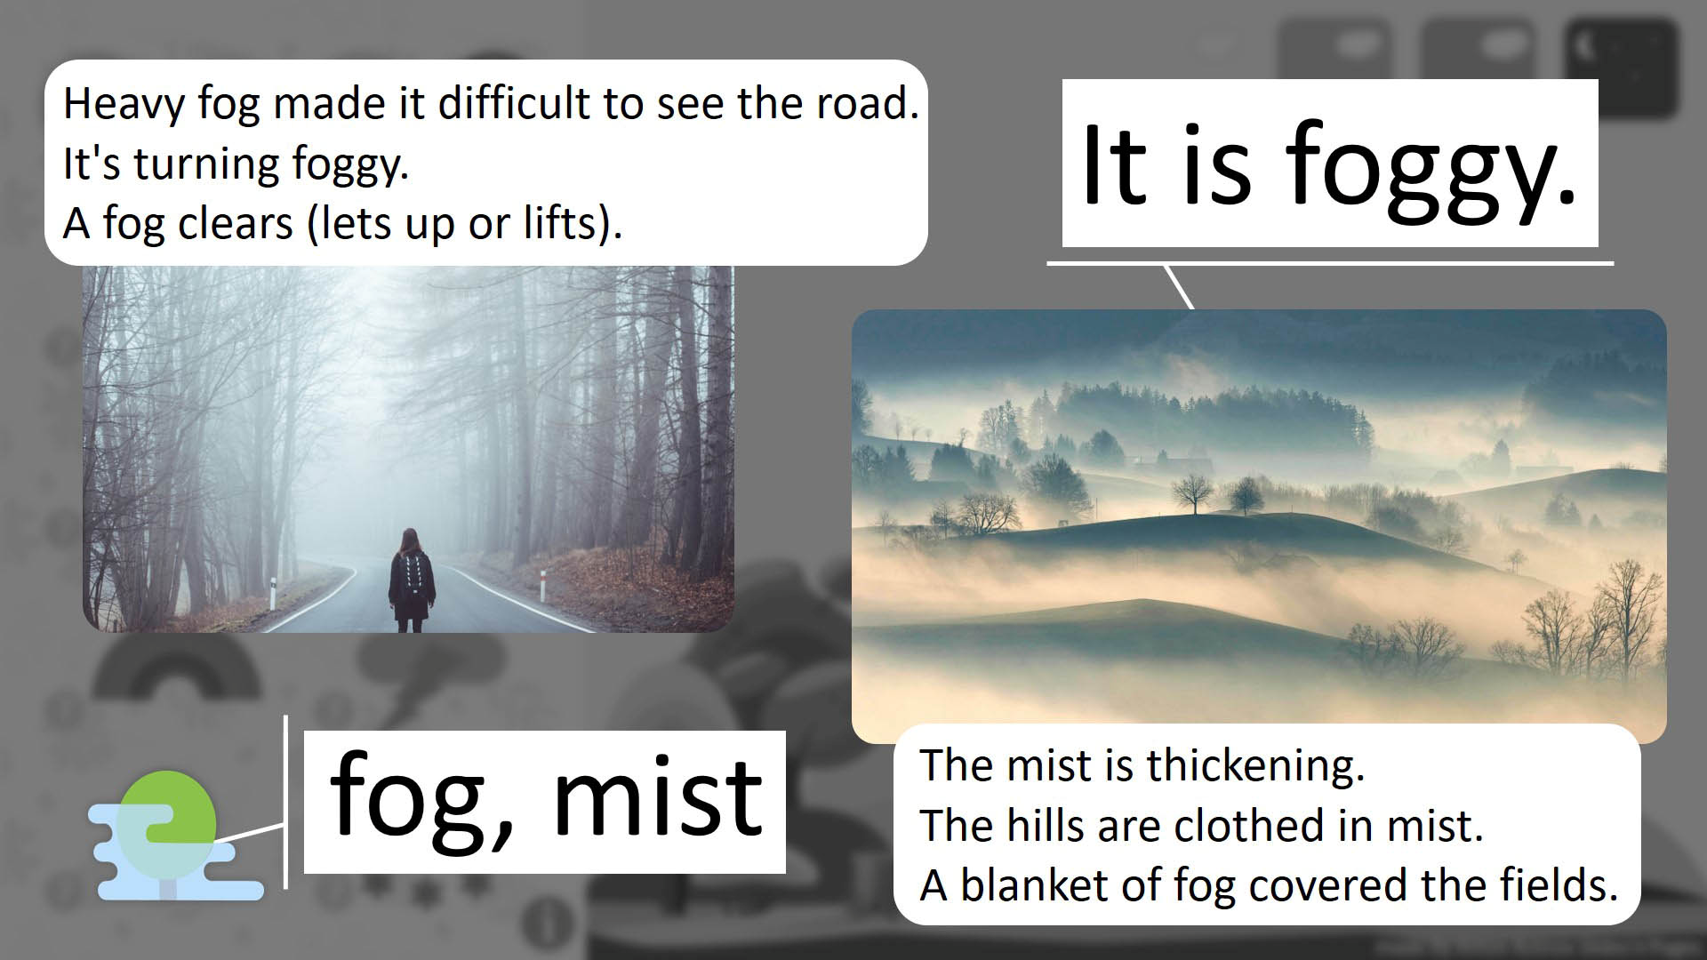 Heavy fog made it difficult to see the road.
It's turning foggy.
A fog clears (lets up or lifts).
It is foggy.
fog, mist
The mist is thickening.
The hills are clothed in mist.
A blanket of fog covered the fields.